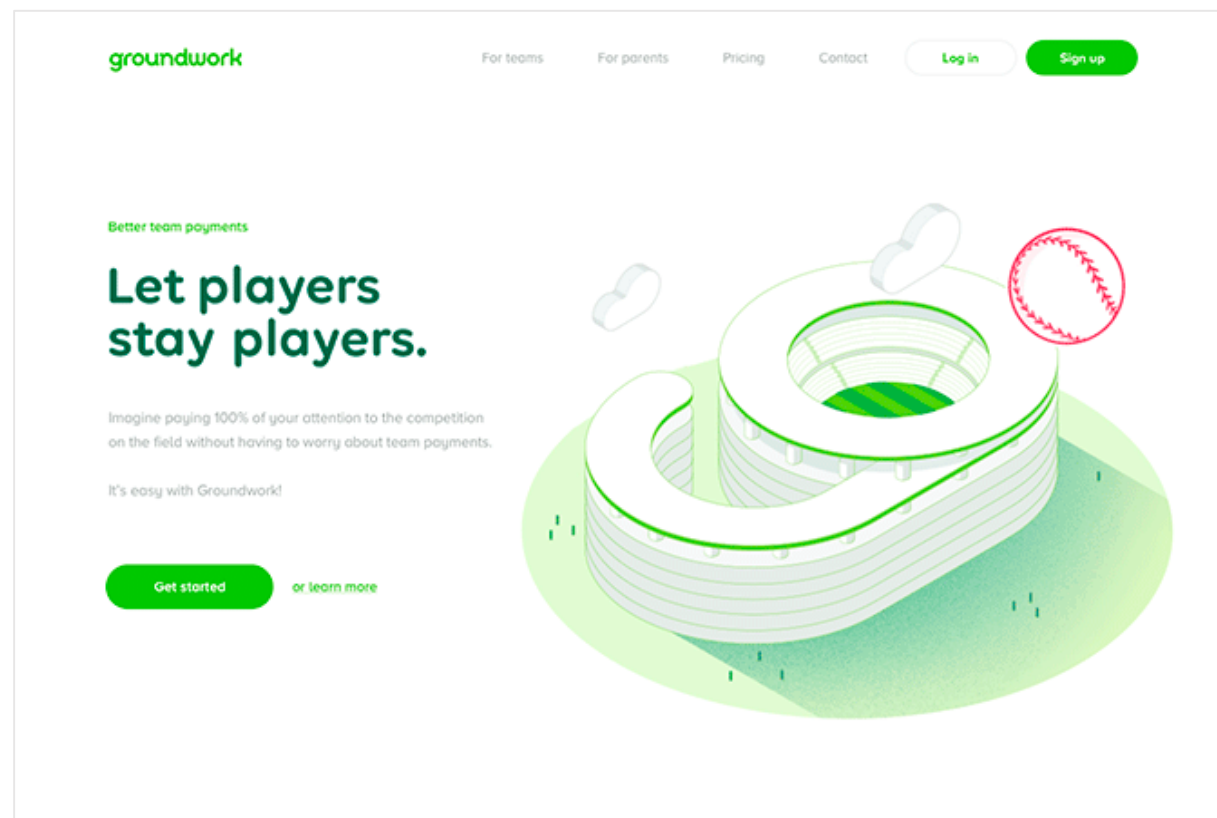 groundwork
For teams
For parents
Pricing
Contact
Log in
Sign up
Better team payments
Let players
stay players.
Imagine paying 100% of your attention to the competition
on the field without having to worry about team payments.
It's easy with Groundwork!
Get started
or learn more